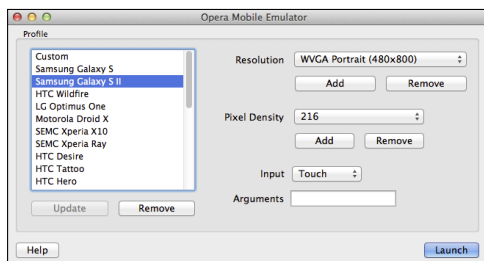 Opera Mobile Emulator
Profile
Custom
Samsung Galaxy S
Samsung Galaxy S II
HTC Wildfire
LG Optimus One
Motorola Droid X
SEMC Xperia X10
SEMC Xperia Ray
HTC Desire
HTC Tattoo
HTC Hero
Update
Remove
Resolution
WVGA Portrait (480x800)
Add
Remove
Pixel Density
216
Add
Remove
Input
Touch
Arguments
Help
Launch